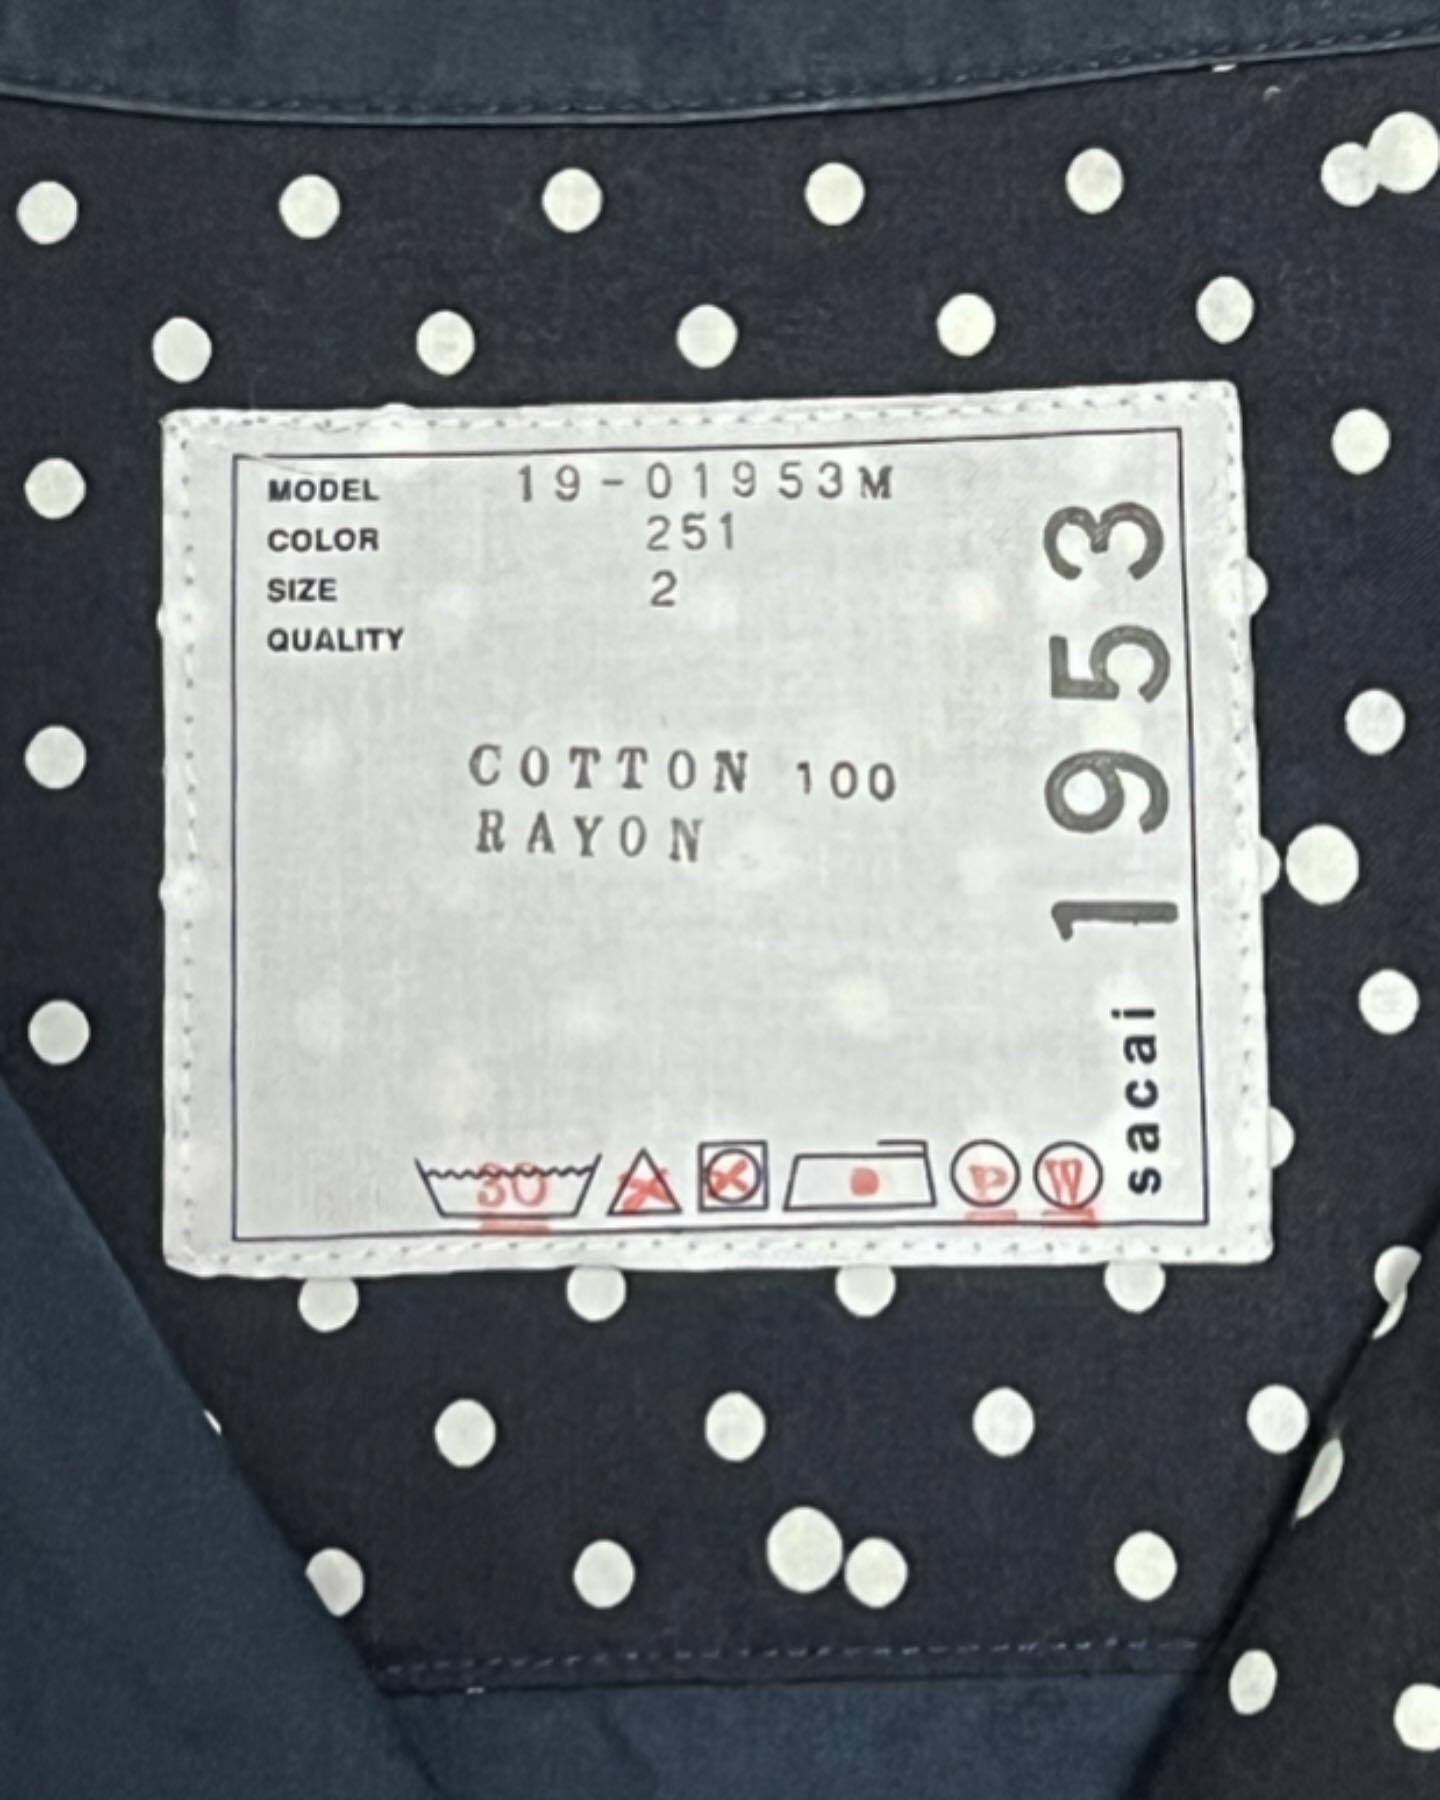 MODEL 19-01953M
COLOR 251
SIZE 2
QUALITY
COTTON 100
RAYON
30
P
W
sacai 1953